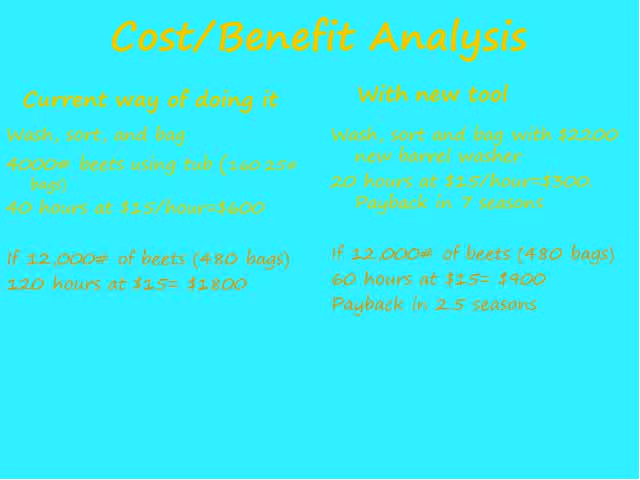 Cost/Benefit Analysis
Current way of doing it
Wash, sort, and bag
4000# beets using tub (160 25#
bags)
40 hours at $15/hour=$600
If 12,000# of beets (480 bags)
120 hours at $15= $1800
With new tool
Wash, sort and bag with $2200
new barrel washer
20 hours at $15/hour=$300
Payback in 7 seasons
If 12,000# of beets (480 bags)
60 hours at $15= $900
Payback in 2.5 seasons